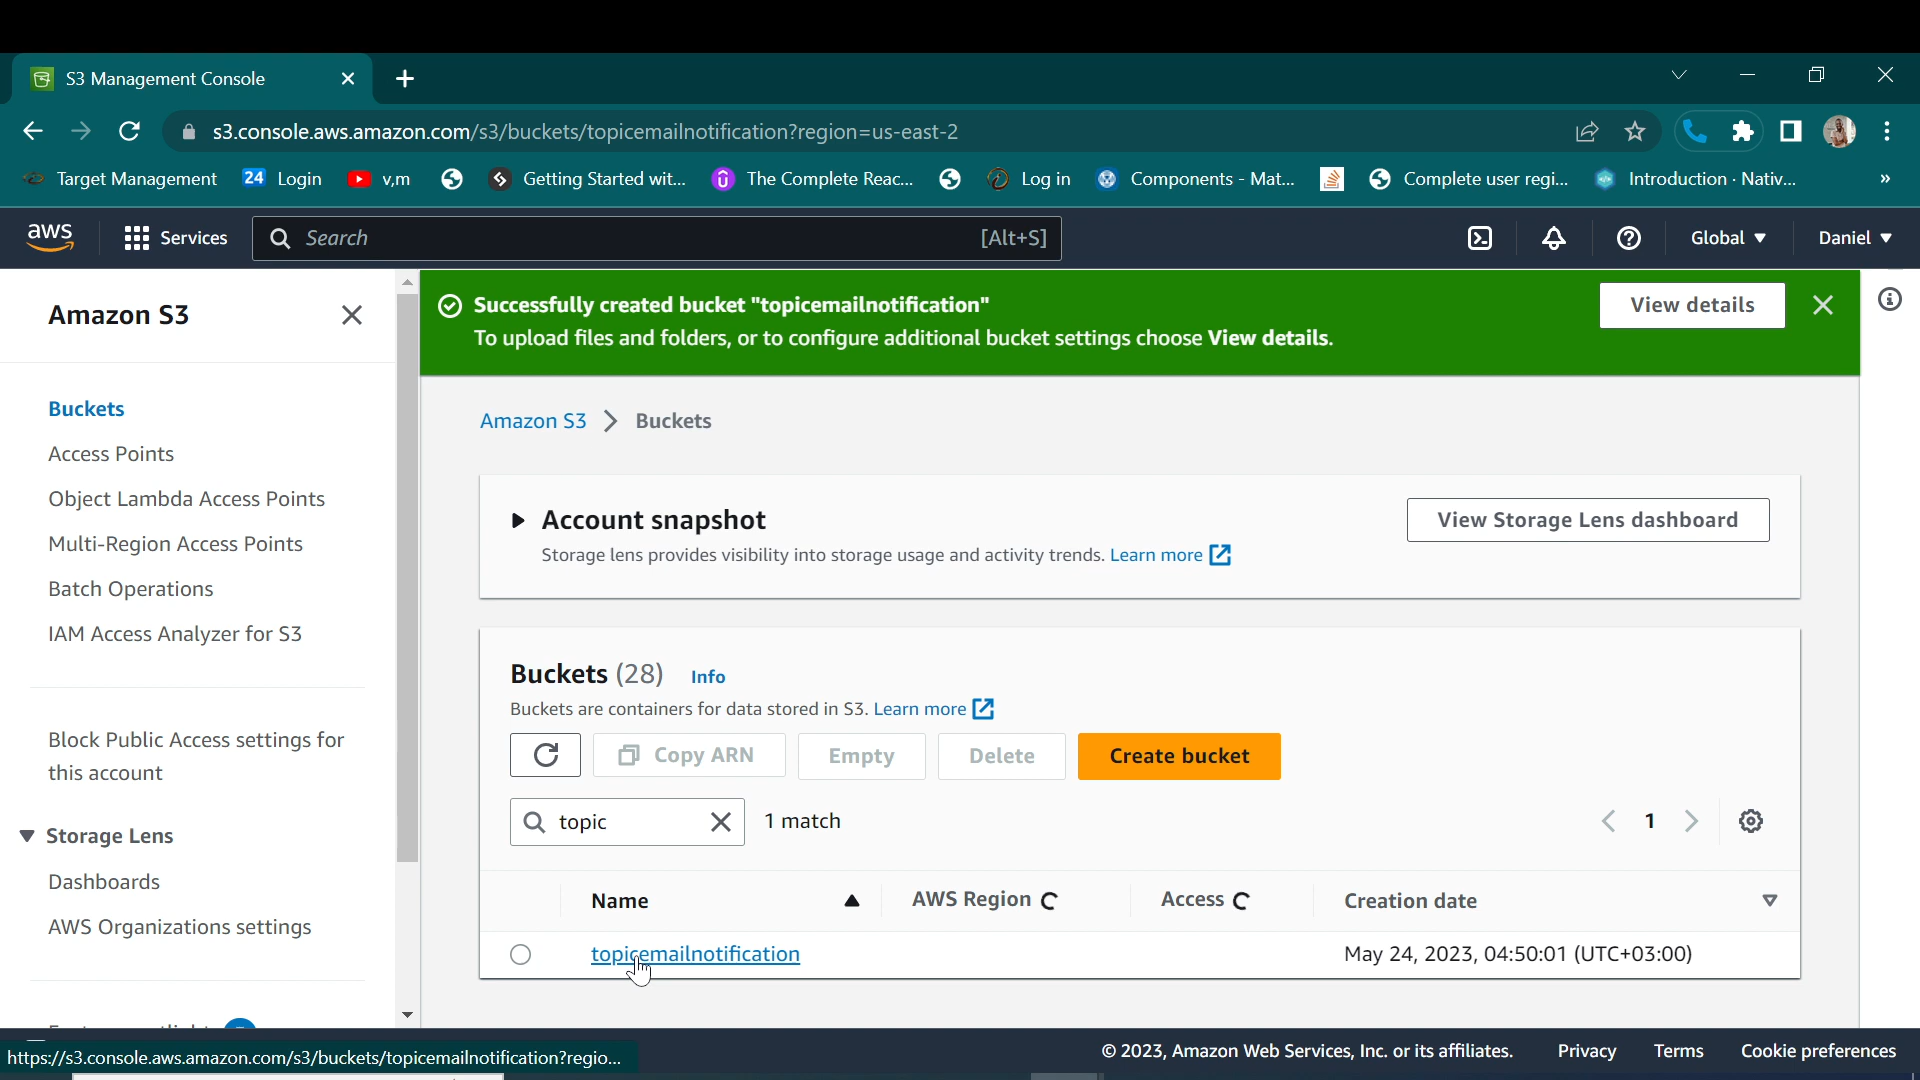 S3 Management Console
s3.console.aws.amazon.com/s3/buckets/topicemailnotification?region=us-east-2
Target Management 24 Login v,m Getting Started wit... The Complete Reac... Log in Components - Mat... Complete user regi... Introduction · Nativ... »
aws Services Search [Alt+S] Global Daniel
Amazon S3
Buckets
Access Points
Object Lambda Access Points
Multi-Region Access Points
Batch Operations
IAM Access Analyzer for S3
Block Public Access settings for
this account
Storage Lens
Dashboards
AWS Organizations settings
Successfully created bucket "topicemailnotification"
To upload files and folders, or to configure additional bucket settings choose View details.
View details
Amazon S3 > Buckets
Account snapshot
Storage lens provides visibility into storage usage and activity trends. Learn more
View Storage Lens dashboard
Buckets (28) Info
Buckets are containers for data stored in S3. Learn more
Copy ARN Empty Delete Create bucket
topic 1 match 1
Name AWS Region Access Creation date
topicemailnotification May 24, 2023, 04:50:01 (UTC+03:00)
https://s3.console.aws.amazon.com/s3/buckets/topicemailnotification?regio...
© 2023, Amazon Web Services, Inc. or its affiliates. Privacy Terms Cookie preferences